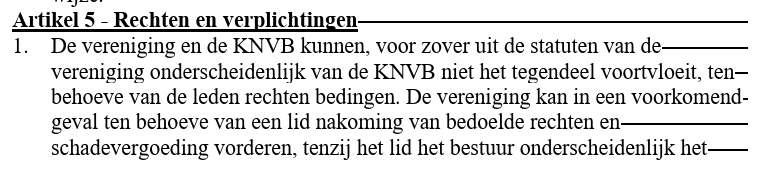 Artikel 5 - Rechten en verplichtingen
1. De vereniging en de KNVB kunnen, voor zover uit de statuten van de
vereniging onderscheidenlijk van de KNVB niet het tegendeel voortvloeit, ten
behoeve van de leden rechten bedingen. De vereniging kan in een voorkomend
geval ten behoeve van een lid nakoming van bedoelde rechten en
schadevergoeding vorderen, tenzij het lid het bestuur onderscheidenlijk het